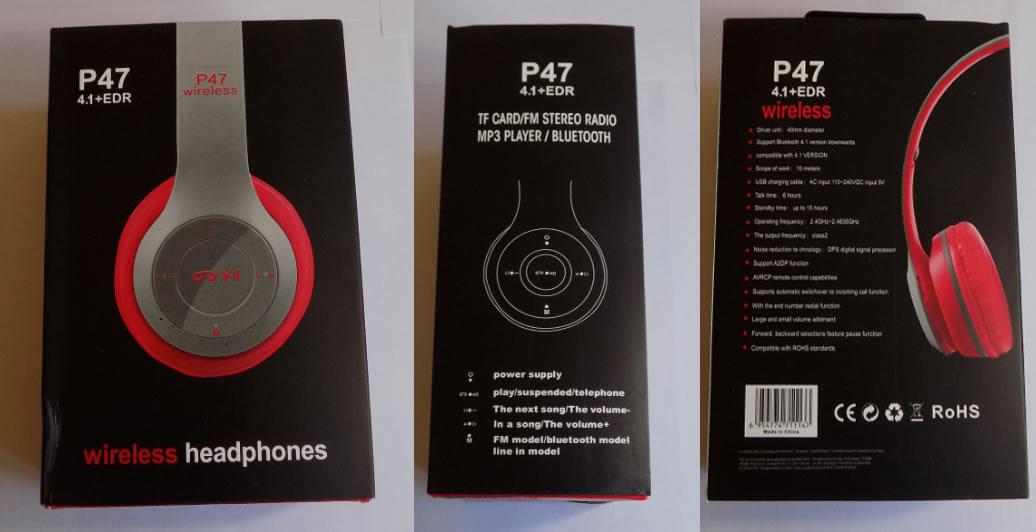 P47
4.1+EDR
P47
wireless
M
wireless headphones
P47
4.1+EDR
TF CARD/FM STEREO RADIO
MP3 PLAYER / BLUETOOTH
M
power supply
play/suspended/telephone
The next song/The volume-
In a song/The volume+
M
FM model/bluetooth model
line in model
P47
4.1+EDR
wireless
Driver unit: 40mm diameter
Support Bluetooth 4.1 version downwards
compatible with 4.1 VERSION
Scope of work: 10 meters
USB charging cable: AC input 110~240VDC input 5V
Talk time: 6 hours
Standby time: up to 15 hours
Operating frequency: 2.4GHz~2.4835GHz
The output frequency: class2
Noise reduction te chnology: DPS digital signal processor
Support A2DP function
AVRCP remote control capabilities
Supports automatic switchover to incoming call function
With the end number redial function
Large and small volume
Forward, backward selections feature pause function
Compatible with ROHS standards
6 954774 711147
Made in China
CE RoHS